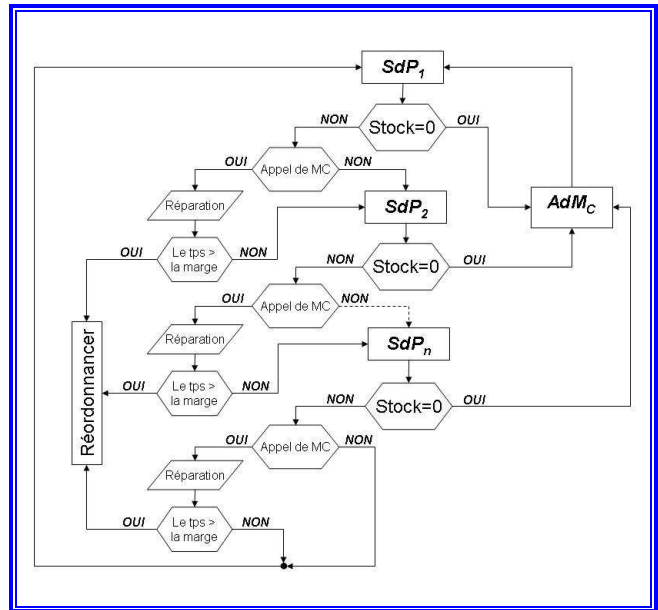 SdP1
NON
Stock=0
OUI
OUI
Appel de MC
NON
Réparation
SdP2
AdMC
OUI
Le tps >
la marge
NON
NON
Stock=0
OUI
OUI
Appel de MC
NON
Réparation
SdPn
Réordonnancer
OUI
Le tps >
la marge
NON
NON
Stock=0
OUI
OUI
Appel de MC
NON
Réparation
OUI
Le tps >
la marge
NON